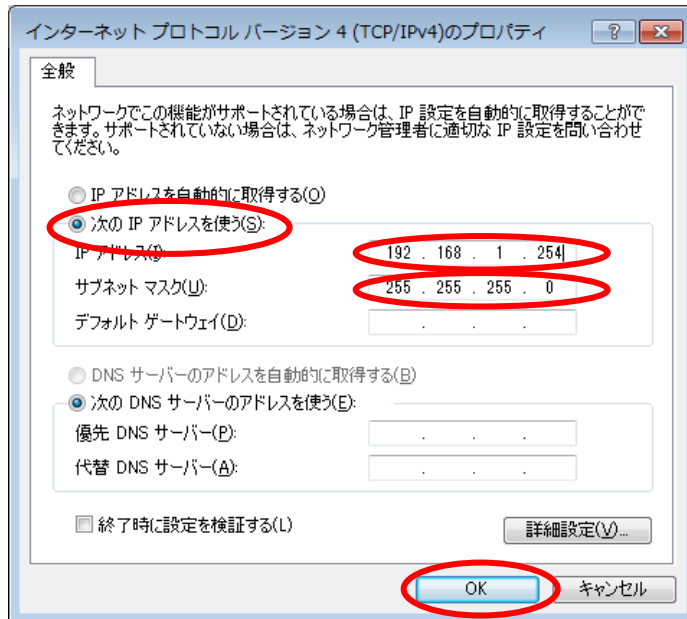 インターネット プロトコル バージョン 4 (TCP/IPv4)のプロパティ
全般
ネットワークでこの機能がサポートされている場合は、IP 設定を自動的に取得することがで
きます。サポートされていない場合は、ネットワーク管理者に適切な IP 設定を問い合わせ
てください。
IP アドレスを自動的に取得する(O)
次の IP アドレスを使う(S):
IP アドレス(I): 192 . 168 . 1 . 254
サブネット マスク(U): 255 . 255 . 255 . 0
デフォルト ゲートウェイ(D): . . .
DNS サーバーのアドレスを自動的に取得する(B)
次の DNS サーバーのアドレスを使う(E):
優先 DNS サーバー(P): . . .
代替 DNS サーバー(A): . . .
終了時に設定を検証する(L)
詳細設定(V)...
OK キャンセル